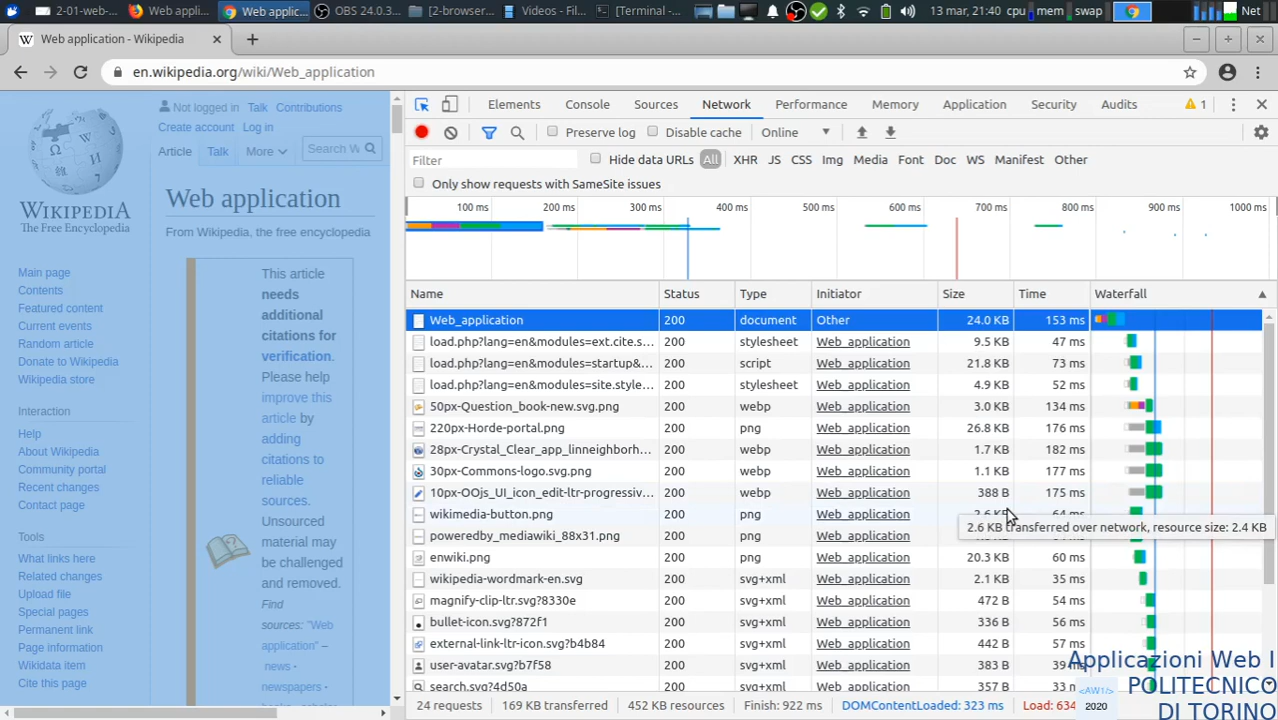 2-01-web-... Web appli... Web applic... OBS 24.0.3... [2-browser... Videos - Fil... [Terminal -... 13 mar, 21:40 cpu mem swap Net
Web application - Wikipedia
en.wikipedia.org/wiki/Web_application
Not logged in Talk Contributions
Create account Log in
Article Talk More Search W
WIKIPEDIA
The Free Encyclopedia
Main page
Contents
Featured content
Current events
Random article
Donate to Wikipedia
Wikipedia store
Interaction
Help
About Wikipedia
Community portal
Recent changes
Contact page
Tools
What links here
Related changes
Upload file
Special pages
Permanent link
Page information
Wikidata item
Cite this page
Web application
From Wikipedia, the free encyclopedia
This article
needs
additional
citations for
verification.
Please help
improve this
article by
adding
citations to
reliable
sources.
Unsourced
material may
be challenged
and removed.
Find
sources: "Web
application" –
news ·
newspapers ·
Elements Console Sources Network Performance Memory Application Security Audits 1
Preserve log Disable cache Online
Filter Hide data URLs All XHR JS CSS Img Media Font Doc WS Manifest Other
Only show requests with SameSite issues
100 ms 200 ms 300 ms 400 ms 500 ms 600 ms 700 ms 800 ms 900 ms 1000 ms
Name Status Type Initiator Size Time Waterfall
Web_application 200 document Other 24.0 KB 153 ms
load.php?lang=en&modules=ext.cite.s... 200 stylesheet Web_application 9.5 KB 47 ms
load.php?lang=en&modules=startup&... 200 script Web_application 21.8 KB 73 ms
load.php?lang=en&modules=site.style... 200 stylesheet Web_application 4.9 KB 52 ms
50px-Question_book-new.svg.png 200 webp Web_application 3.0 KB 134 ms
220px-Horde-portal.png 200 png Web_application 26.8 KB 176 ms
28px-Crystal_Clear_app_linneighborh... 200 webp Web_application 1.7 KB 182 ms
30px-Commons-logo.svg.png 200 webp Web_application 1.1 KB 177 ms
10px-OOjs_UI_icon_edit-ltr-progressiv... 200 webp Web_application 388 B 175 ms
wikimedia-button.png 200 png Web_application 2.6 KB 64 ms
2.6 KB transferred over network, resource size: 2.4 KB
poweredby_mediawiki_88x31.png 200 png Web_application
enwiki.png 200 png Web_application 20.3 KB 60 ms
wikipedia-wordmark-en.svg 200 svg+xml Web_application 2.1 KB 35 ms
magnify-clip-ltr.svg?8330e 200 svg+xml Web_application 472 B 54 ms
bullet-icon.svg?872f1 200 svg+xml Web_application 336 B 56 ms
external-link-ltr-icon.svg?b4b84 200 svg+xml Web_application 442 B 57 ms
user-avatar.svg?b7f58 200 svg+xml Web_application 383 B 39 ms
search.svg?4d50a 200 svg+xml Web_application 357 B 33 ms
24 requests 169 KB transferred 452 KB resources Finish: 922 ms DOMContentLoaded: 323 ms Load: 634
Applicazioni Web I
POLITECNICO
DI TORINO
<AW1/>
2020